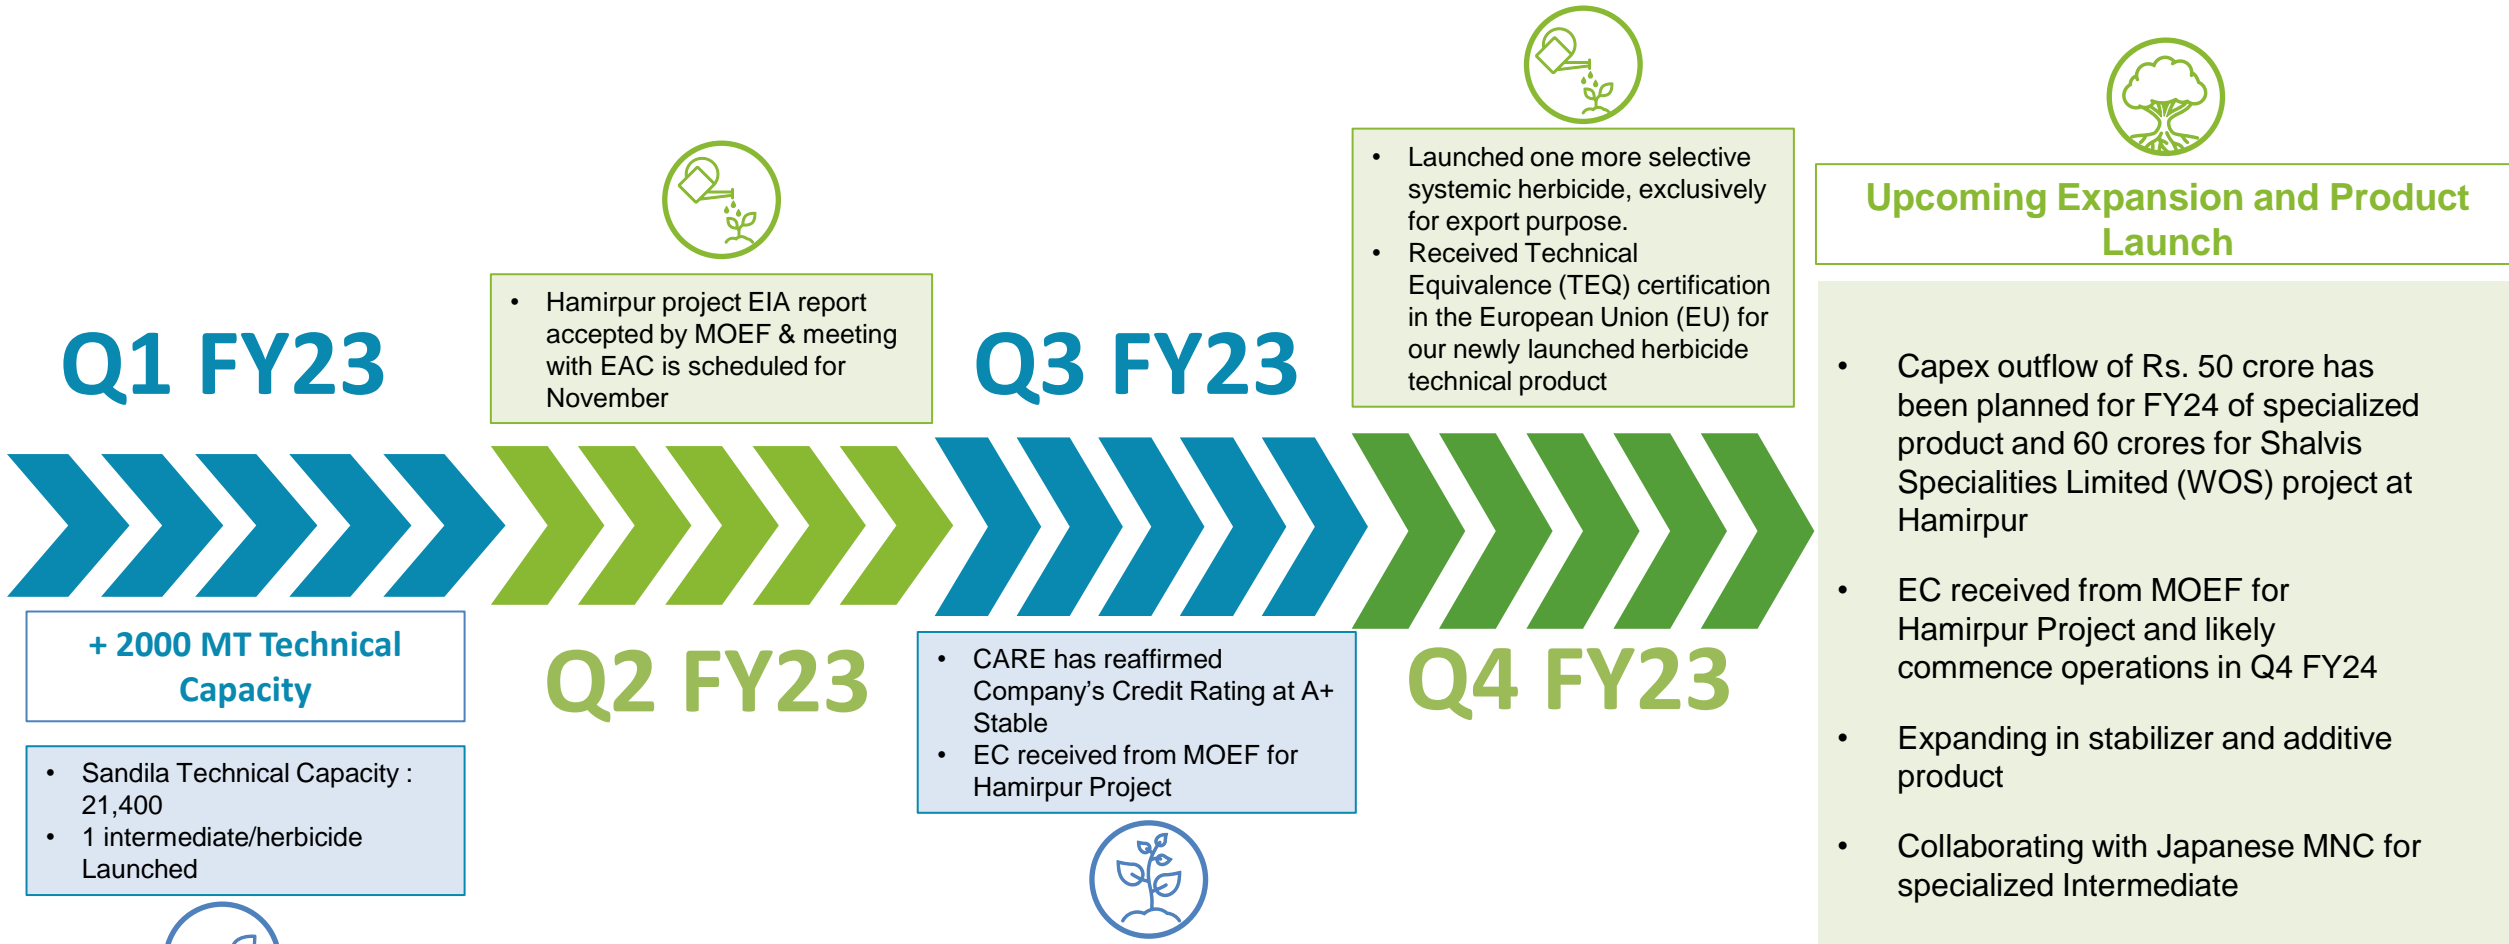 Q1 FY23
+ 2000 MT Technical
Capacity
• Sandila Technical Capacity :
21,400
• 1 intermediate/herbicide
Launched
• Hamirpur project EIA report
accepted by MOEF & meeting
with EAC is scheduled for
November
Q2 FY23
Q3 FY23
• CARE has reaffirmed
Company’s Credit Rating at A+
Stable
• EC received from MOEF for
Hamirpur Project
• Launched one more selective
systemic herbicide, exclusively
for export purpose.
• Received Technical
Equivalence (TEQ) certification
in the European Union (EU) for
our newly launched herbicide
technical product
Q4 FY23
Upcoming Expansion and Product
Launch
• Capex outflow of Rs. 50 crore has
been planned for FY24 of specialized
product and 60 crores for Shalvis
Specialities Limited (WOS) project at
Hamirpur
• EC received from MOEF for
Hamirpur Project and likely
commence operations in Q4 FY24
• Expanding in stabilizer and additive
product
• Collaborating with Japanese MNC for
specialized Intermediate